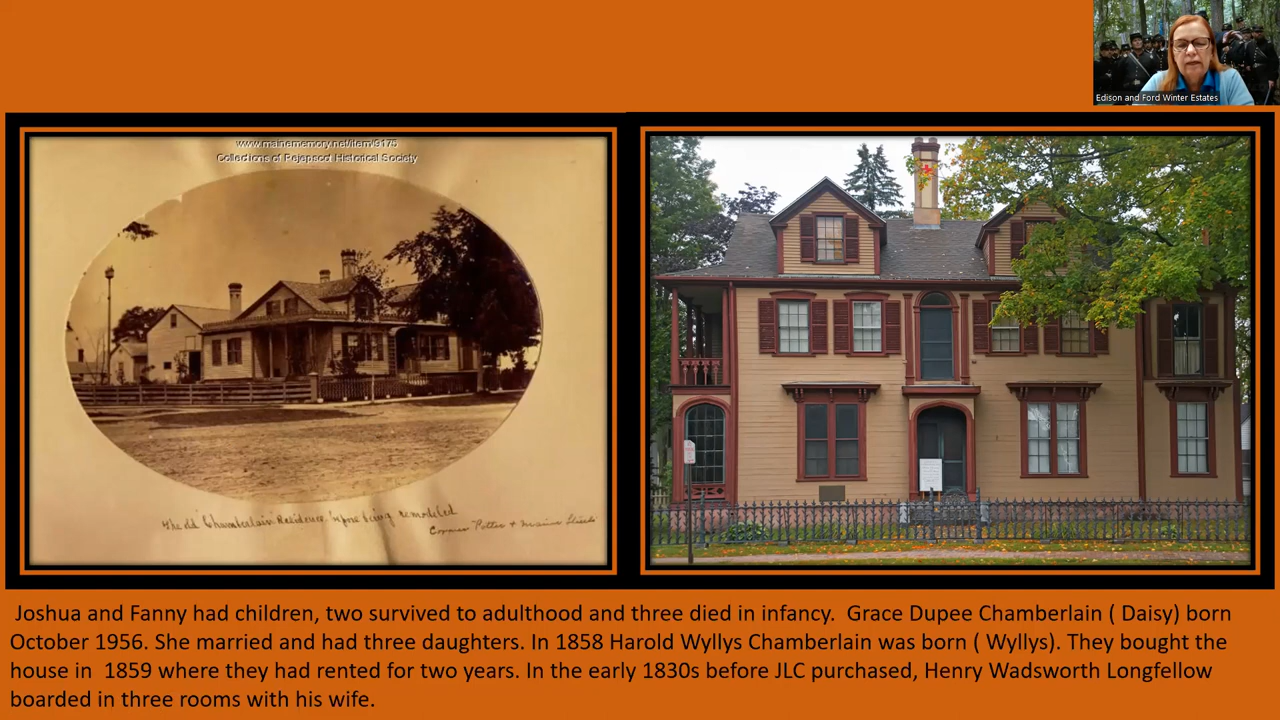 Edison and Ford Winter Estates
www.mainememory.net/item/9175
Collections of Pejepscot Historical Society
The old Chamberlain Residence, before being remodeled
Corner Potter + Maine Streets
Joshua and Fanny had children, two survived to adulthood and three died in infancy. Grace Dupee Chamberlain ( Daisy) born
October 1956. She married and had three daughters. In 1858 Harold Wyllys Chamberlain was born ( Wyllys). They bought the
house in 1859 where they had rented for two years. In the early 1830s before JLC purchased, Henry Wadsworth Longfellow
boarded in three rooms with his wife.